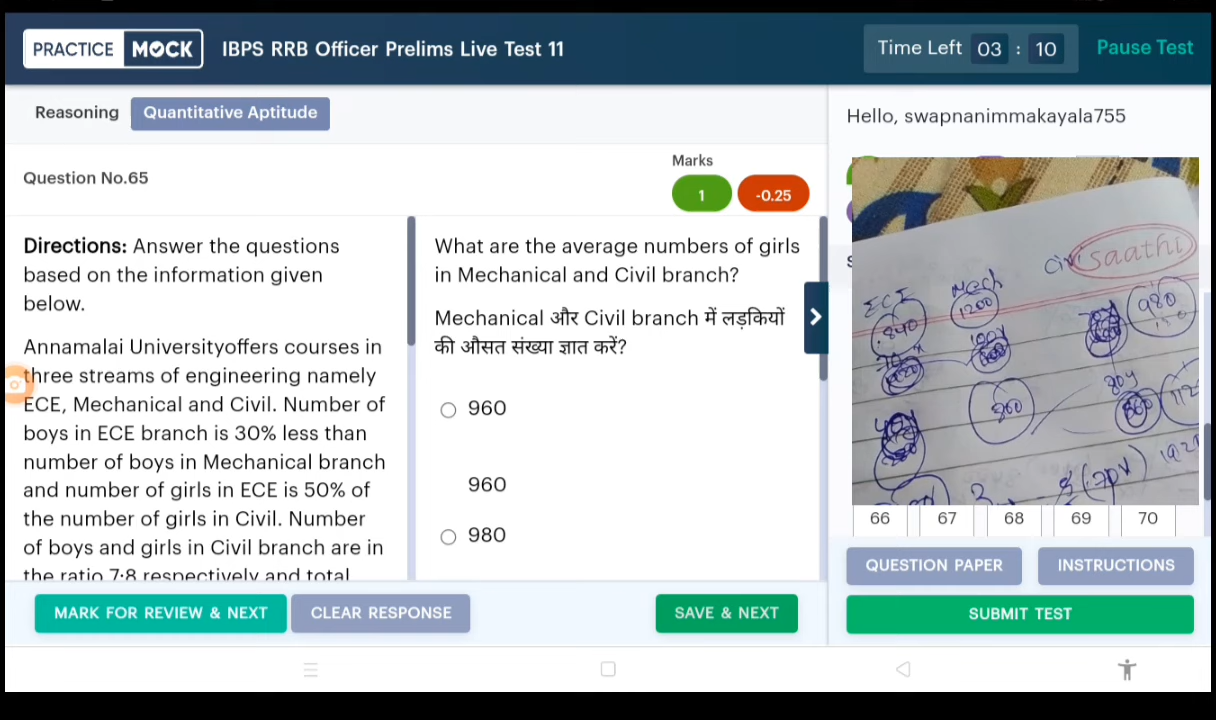 PRACTICE MOCK IBPS RRB Officer Prelims Live Test 11 Time Left 03 : 10 Pause Test
Reasoning Quantitative Aptitude
Hello, swapnanimmakayala755
Question No.65
Marks
1 -0.25
Directions: Answer the questions
based on the information given
below.
Annamalai Universityoffers courses in
three streams of engineering namely
ECE, Mechanical and Civil. Number of
boys in ECE branch is 30% less than
number of boys in Mechanical branch
and number of girls in ECE is 50% of
the number of girls in Civil. Number
of boys and girls in Civil branch are in
the ratio 7:8 respectively and total
What are the average numbers of girls
in Mechanical and Civil branch?
Mechanical और Civil branch में लड़कियों
की औसत संख्या ज्ञात करें?
960
960
980
saathi
ECE Mech
840 1200 980
960
66 67 68 69 70
QUESTION PAPER INSTRUCTIONS
MARK FOR REVIEW & NEXT CLEAR RESPONSE SAVE & NEXT SUBMIT TEST